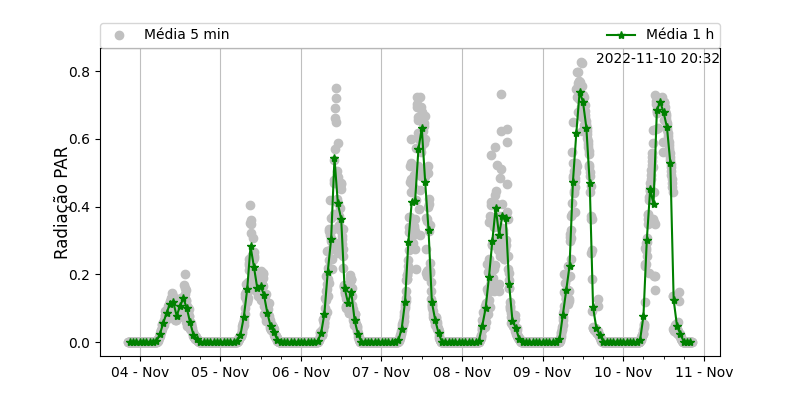 Média 5 min
Média 1 h
2022-11-10 20:32
Radiação PAR
0.8
0.6
0.4
0.2
0.0
04 - Nov
05 - Nov
06 - Nov
07 - Nov
08 - Nov
09 - Nov
10 - Nov
11 - Nov